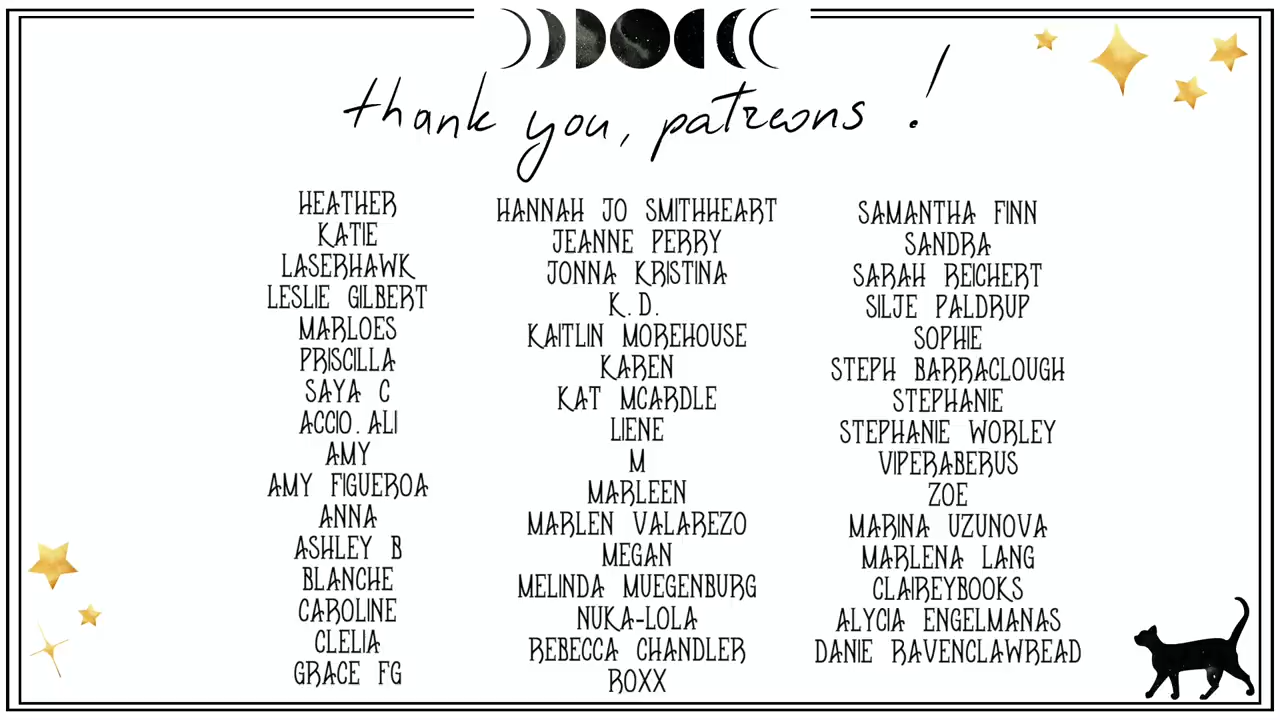 thank you, patreons!
HEATHER
KATIE
LASERHAWK
LESLIE GILBERT
MARLOES
PRISCILLA
SAYA C
ACCIO.ALI
AMY
AMY FIGUEROA
ANNA
ASHLEY B
BLANCHE
CAROLINE
CLELIA
GRACE FG
HANNAH JO SMITHHEART
JEANNE PERRY
JONNA KRISTINA
K.D.
KAITLIN MOREHOUSE
KAREN
KAT MCARDLE
LIENE
M
MARLEEN
MARLEN VALAREZO
MEGAN
MELINDA MUEGENBURG
NUKA-LOLA
REBECCA CHANDLER
ROXX
SAMANTHA FINN
SANDRA
SARAH REICHERT
SILJE PALDRUP
SOPHIE
STEPH BARRACLOUGH
STEPHANIE
STEPHANIE WORLEY
VIPERABERUS
ZOE
MARINA UZUNOVA
MARLENA LANG
CLAIREYBOOKS
ALYCIA ENGELMANAS
DANIE RAVENCLAWREAD